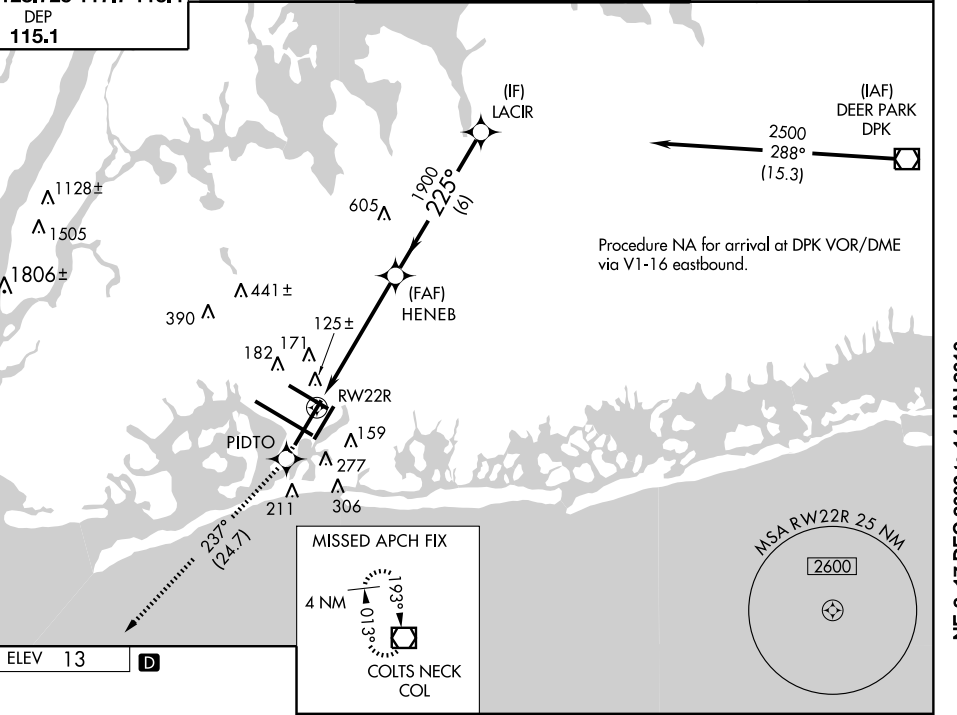 DEP
115.1
(IF)
LACIR
(IAF)
DEER PARK
DPK
2500
288°
(15.3)
1900
225°
(6)
605
1128±
1505
1806±
Procedure NA for arrival at DPK VOR/DME
via V1-16 eastbound.
(FAF)
HENEB
441±
390
125±
171
182
RW22R
PIDTO
159
277
211
306
237°
(24.7)
MISSED APCH FIX
4 NM
193°
013°
COLTS NECK
COL
MSA RW22R 25 NM
2600
ELEV 13
D